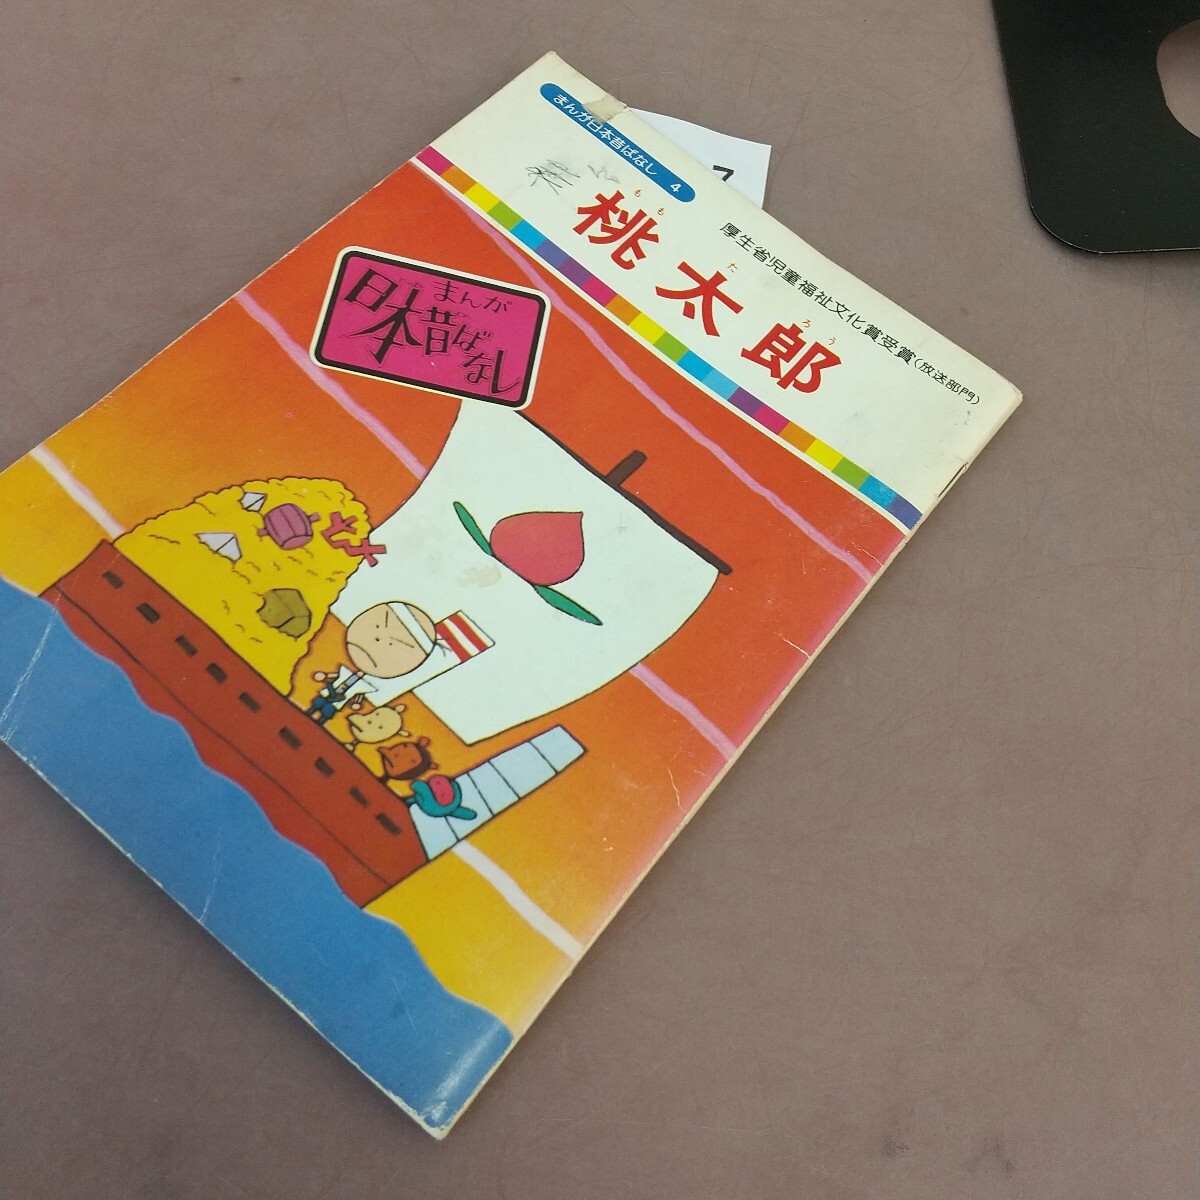 まんが日本昔ばなし 4
もも た ろう
桃太郎
厚生省児童福祉文化賞受賞(放送部門)
まんが
日本昔ばなし
7